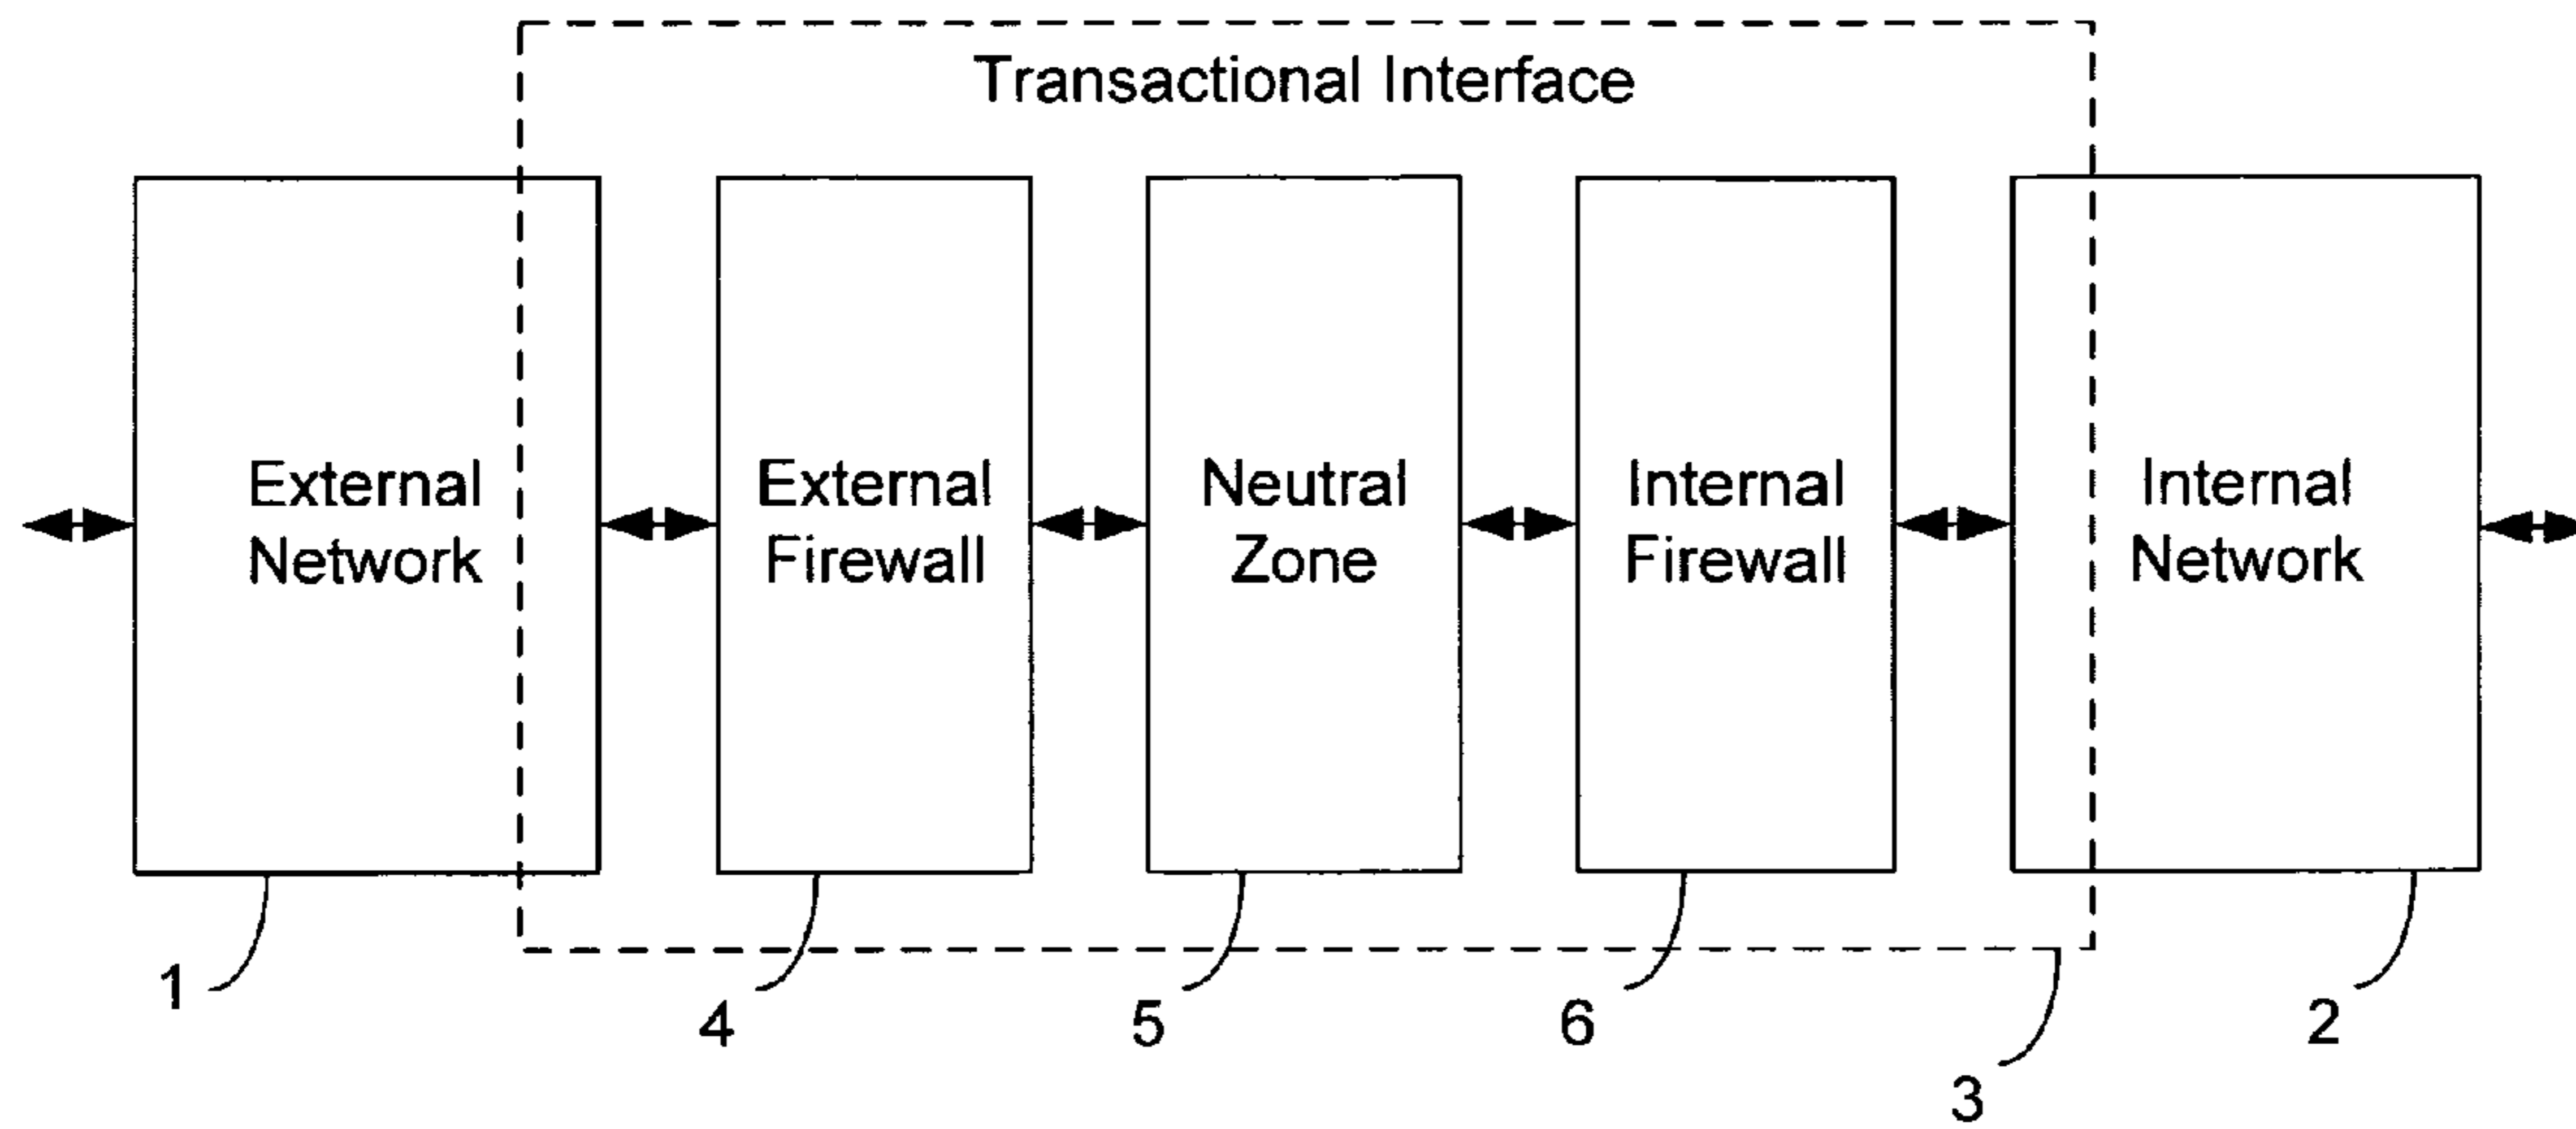 Transactional Interface
External
Network
External
Firewall
Neutral
Zone
Internal
Firewall
Internal
Network
1
4
5
6
3
2